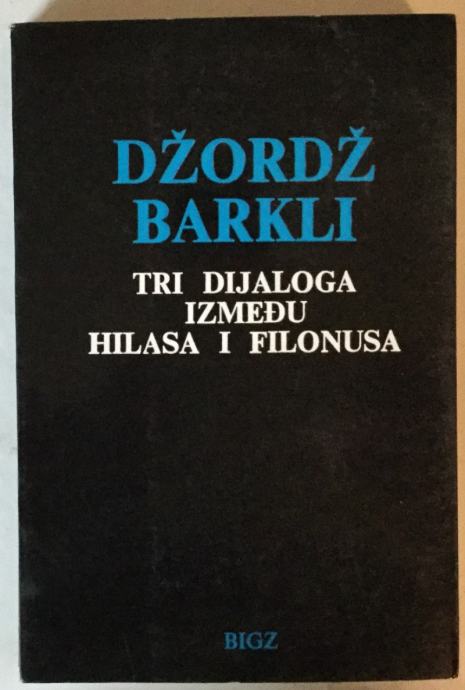 DŽORDŽ
BARKLI
TRI DIJALOGA
IZMEĐU
HILASA I FILONUSA
BIGZ